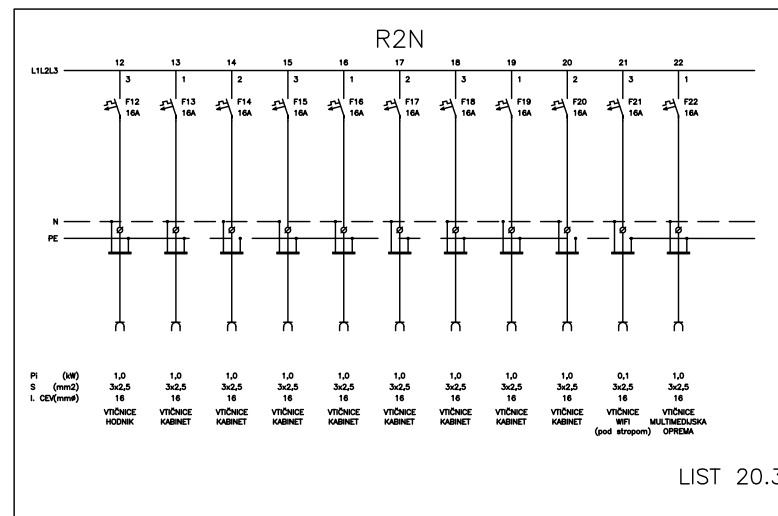 R2N
12 13 14 15 16 17 18 19 20 21 22
L1L2L3
3 1 2 3 1 2 3 1 2 3 1
F12 F13 F14 F15 F16 F17 F18 F19 F20 F21 F22
16A 16A 16A 16A 16A 16A 16A 16A 16A 16A 16A
N
PE
Pi (kW) 1,0 1,0 1,0 1,0 1,0 1,0 1,0 1,0 1,0 0,1 1,0
S (mm2) 3x2,5 3x2,5 3x2,5 3x2,5 3x2,5 3x2,5 3x2,5 3x2,5 3x2,5 3x2,5 3x2,5
I. CEV(mmø) 16 16 16 16 16 16 16 16 16 16 16
VTIČNICE VTIČNICE VTIČNICE VTIČNICE VTIČNICE VTIČNICE VTIČNICE VTIČNICE VTIČNICE VTIČNICE VTIČNICE
HODNIK KABINET KABINET KABINET KABINET KABINET KABINET KABINET KABINET WIFI MULTIMEDIJSKA
(pod stropom) OPREMA
LIST 20.3